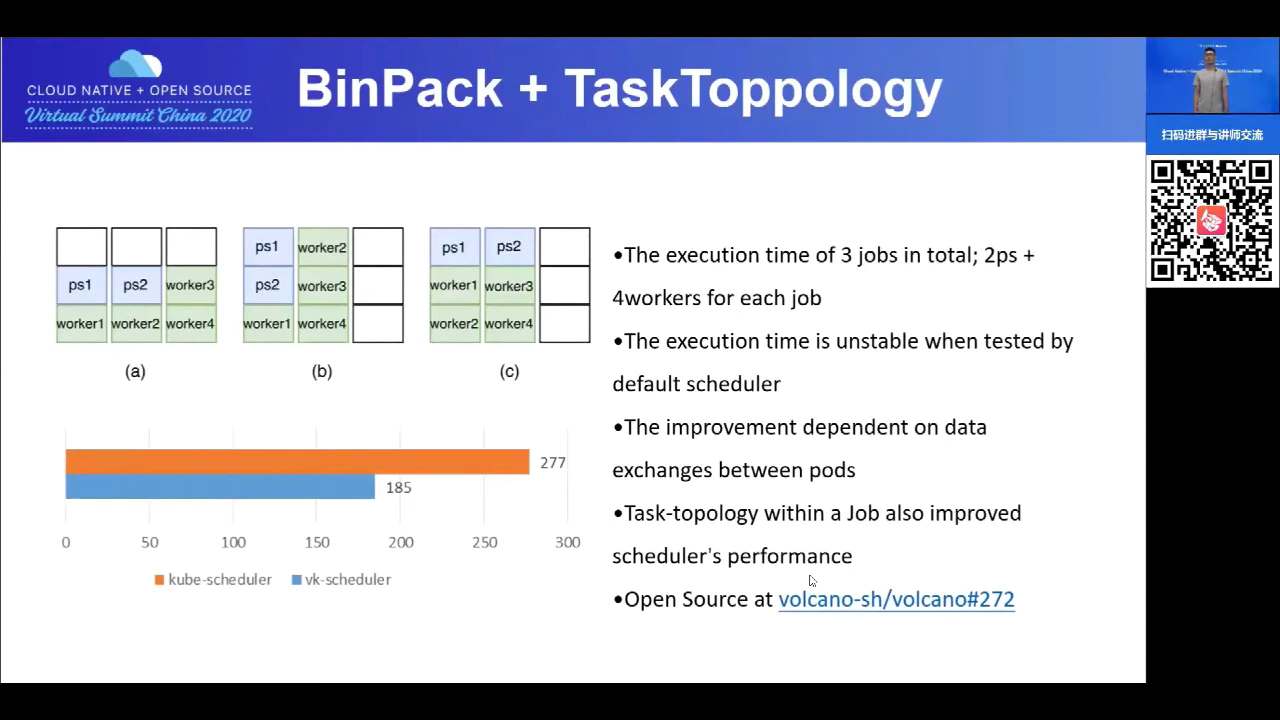 CLOUD NATIVE + OPEN SOURCE
Virtual Summit China 2020
BinPack + TaskToppology
扫码进群与讲师交流
ps1 ps2 worker3
worker1 worker2 worker4
(a)
ps1 worker2
ps2 worker3
worker1 worker4
(b)
ps1 ps2
worker1 worker3
worker2 worker4
(c)
277
185
0 50 100 150 200 250 300
kube-scheduler vk-scheduler
•The execution time of 3 jobs in total; 2ps +
4workers for each job
•The execution time is unstable when tested by
default scheduler
•The improvement dependent on data
exchanges between pods
•Task-topology within a Job also improved
scheduler’s performance
•Open Source at volcano-sh/volcano#272